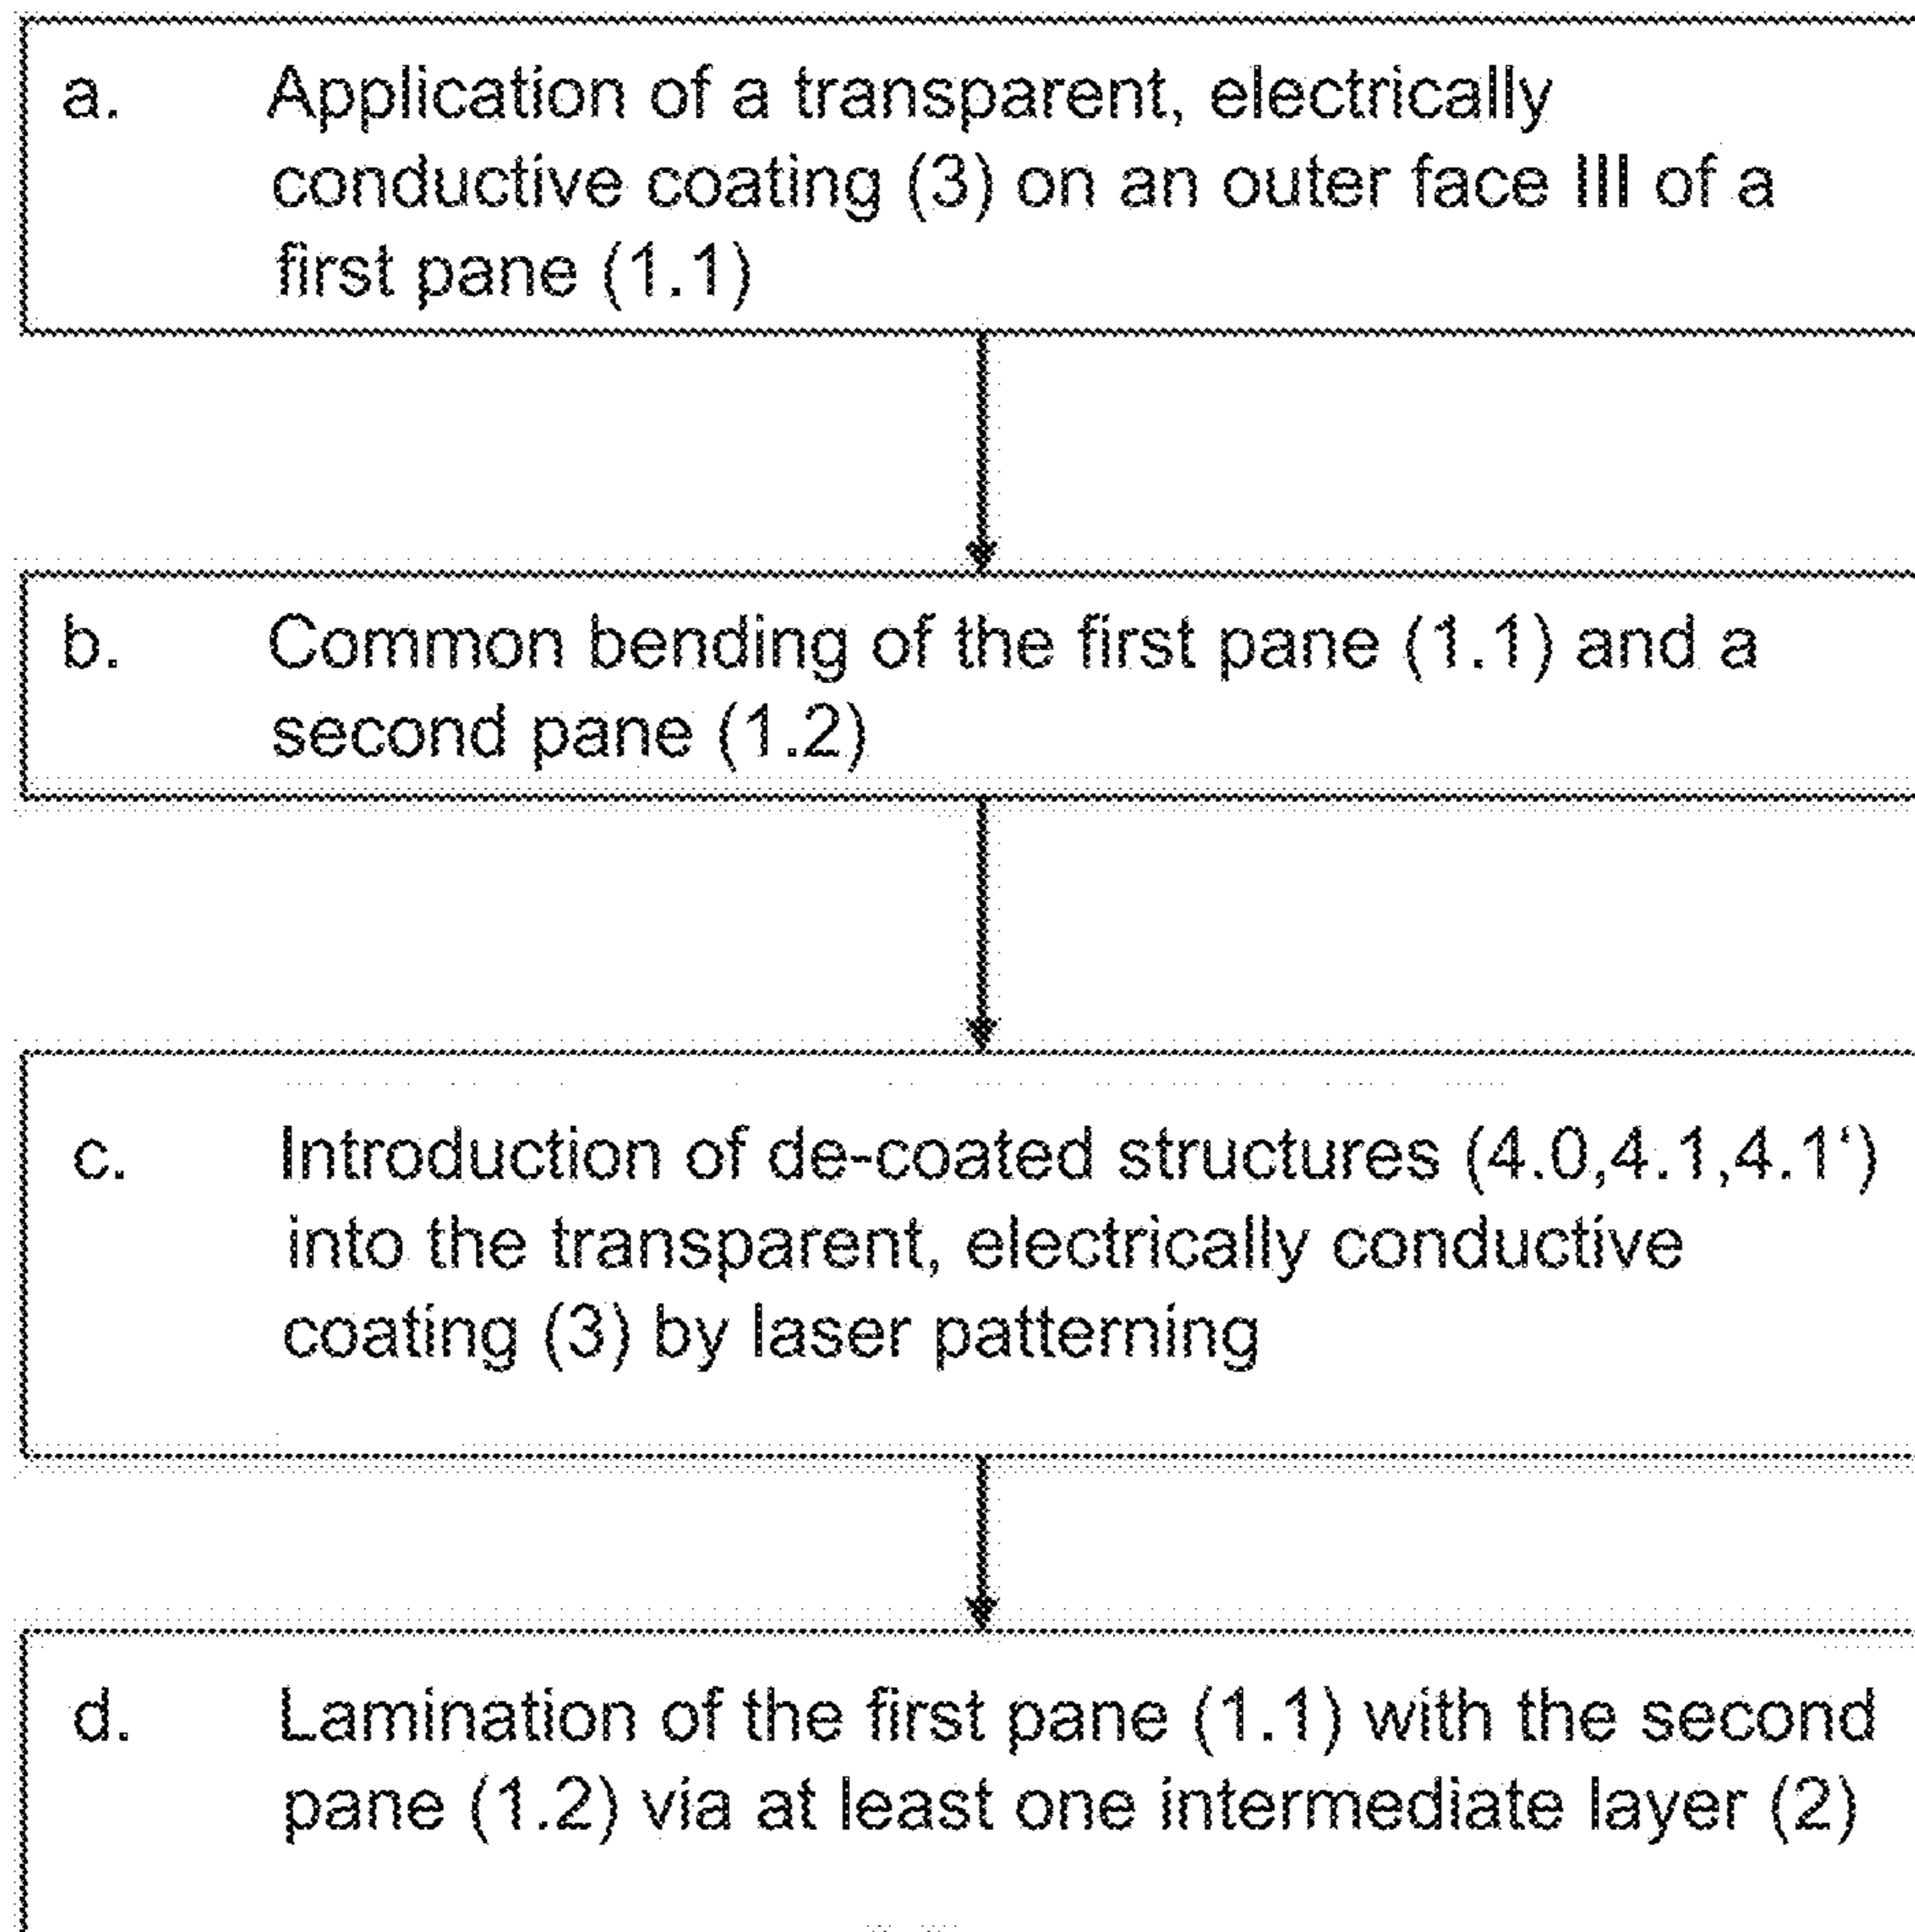 a. Application of a transparent, electrically
conductive coating (3) on an outer face III of a
first pane (1.1)
b. Common bending of the first pane (1.1) and a
second pane (1.2)
c. Introduction of de-coated structures (4.0,4.1,4.1‘)
into the transparent, electrically conductive
coating (3) by laser patterning
d. Lamination of the first pane (1.1) with the second
pane (1.2) via at least one intermediate layer (2)